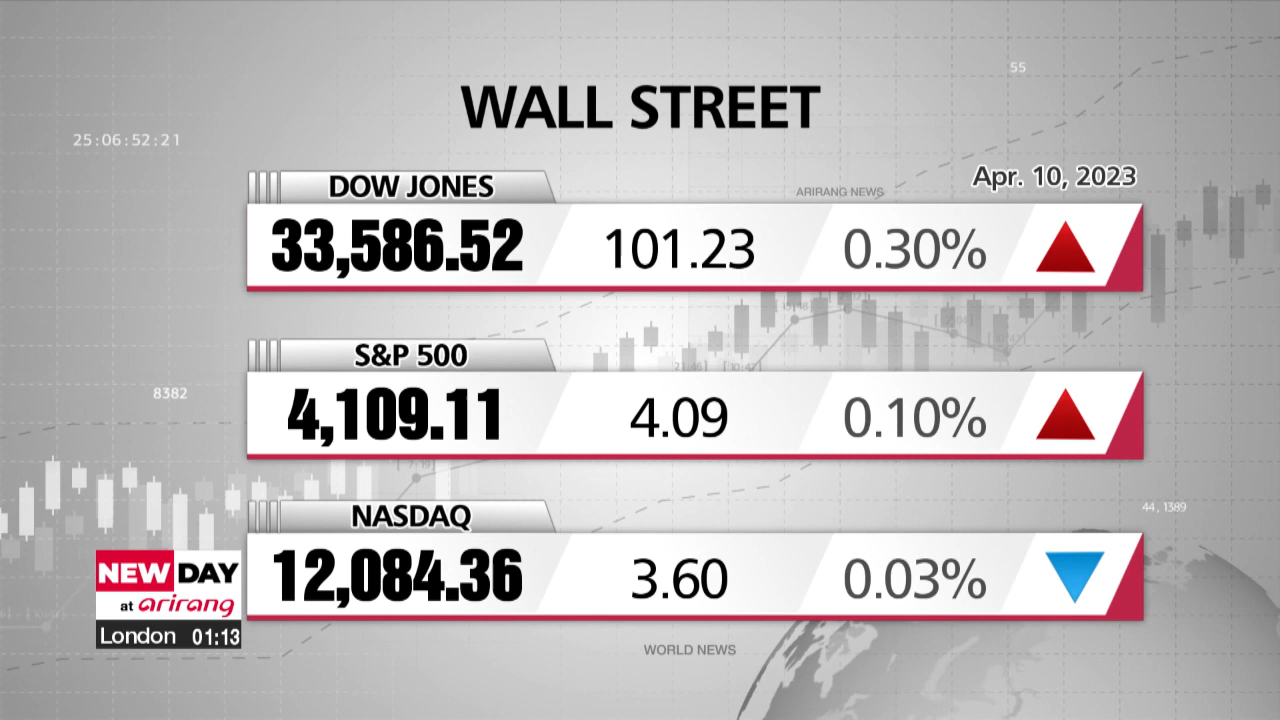 WALL STREET
55
25:06:52:21
Apr. 10, 2023
DOW JONES
ARIRANG NEWS
33,586.52 101.23 0.30%
S&P 500
4,109.11 4.09 0.10%
8382
44,1389
NASDAQ
12,084.36 3.60 0.03%
NEW DAY
at arirang
London 01:13
WORLD NEWS